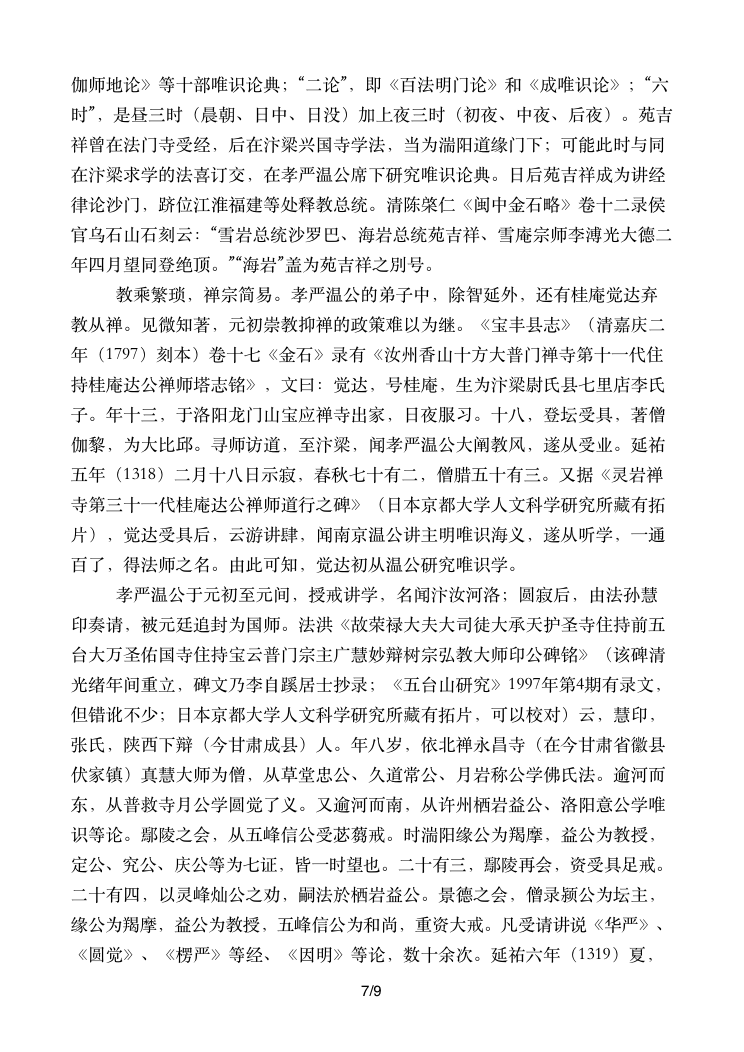 伽师地论》等十部唯识论典；“二论”，即《百法明门论》和《成唯识论》；“六
时”，是昼三时（晨朝、日中、日没）加上夜三时（初夜、中夜、后夜）。苑吉
祥曾在法门寺受经，后在汴梁兴国寺学法，当为湍阳道缘门下；可能此时与同
在汴梁求学的法喜订交，在孝严温公席下研究唯识论典。日后苑吉祥成为讲经
律论沙门，跻位江淮福建等处释教总统。清陈棨仁《闽中金石略》卷十二录侯
官乌石山石刻云：“雪岩总统沙罗巴、海岩总统苑吉祥、雪庵宗师李溥光大德二
年四月望同登绝顶。”“海岩”盖为苑吉祥之别号。
教乘繁琐，禅宗简易。孝严温公的弟子中，除智延外，还有桂庵觉达弃
教从禅。见微知著，元初崇教抑禅的政策难以为继。《宝丰县志》（清嘉庆二
年（1797）刻本）卷十七《金石》录有《汝州香山十方大普门禅寺第十一代住
持桂庵达公禅师塔志铭》，文曰：觉达，号桂庵，生为汴梁尉氏县七里店李氏
子。年十三，于洛阳龙门山宝应禅寺出家，日夜服习。十八，登坛受具，著僧
伽黎，为大比邱。寻师访道，至汴梁，闻孝严温公大阐教风，遂从受业。延祐
五年（1318）二月十八日示寂，春秋七十有二，僧腊五十有三。又据《灵岩禅
寺第三十一代桂庵达公禅师道行之碑》（日本京都大学人文科学研究所藏有拓
片），觉达受具后，云游讲肆，闻南京温公讲主明唯识海义，遂从听学，一通
百了，得法师之名。由此可知，觉达初从温公研究唯识学。
孝严温公于元初至元间，授戒讲学，名闻汴汝河洛；圆寂后，由法孙慧
印奏请，被元廷追封为国师。法洪《故荣禄大夫大司徒大承天护圣寺住持前五
台大万圣佑国寺住持宝云普门宗主广慧妙辩树宗弘教大师印公碑铭》（该碑清
光绪年间重立，碑文乃李自蹊居士抄录；《五台山研究》1997年第4期有录文，
但错讹不少；日本京都大学人文科学研究所藏有拓片，可以校对）云，慧印，
张氏，陕西下辩（今甘肃成县）人。年八岁，依北禅永昌寺（在今甘肃省徽县
伏家镇）真慧大师为僧，从草堂忠公、久道常公、月岩称公学佛氏法。逾河而
东，从普救寺月公学圆觉了义。又逾河而南，从许州栖岩益公、洛阳意公学唯
识等论。鄢陵之会，从五峰信公受苾蒭戒。时湍阳缘公为羯摩，益公为教授，
定公、究公、庆公等为七证，皆一时望也。二十有三，鄢陵再会，资受具足戒。
二十有四，以灵峰灿公之劝，嗣法於栖岩益公。景德之会，僧录颍公为坛主，
缘公为羯摩，益公为教授，五峰信公为和尚，重资大戒。凡受请讲说《华严》、
《圆觉》、《楞严》等经、《因明》等论，数十余次。延祐六年（1319）夏，
7/9